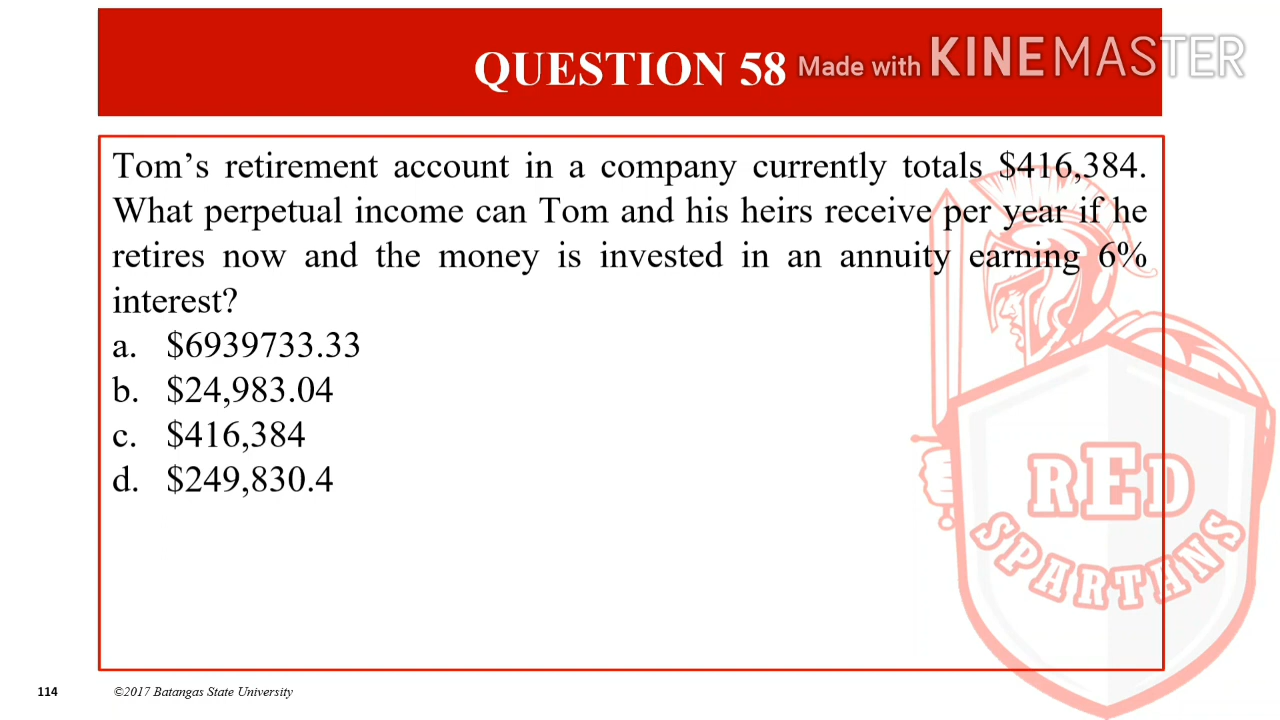 QUESTION 58
Made with KINEMASTER
Tom’s retirement account in a company currently totals $416,384.
What perpetual income can Tom and his heirs receive per year if he
retires now and the money is invested in an annuity earning 6%
interest?
a. $6939733.33
b. $24,983.04
c. $416,384
d. $249,830.4
RED
SPARTANS
114 ©2017 Batangas State University